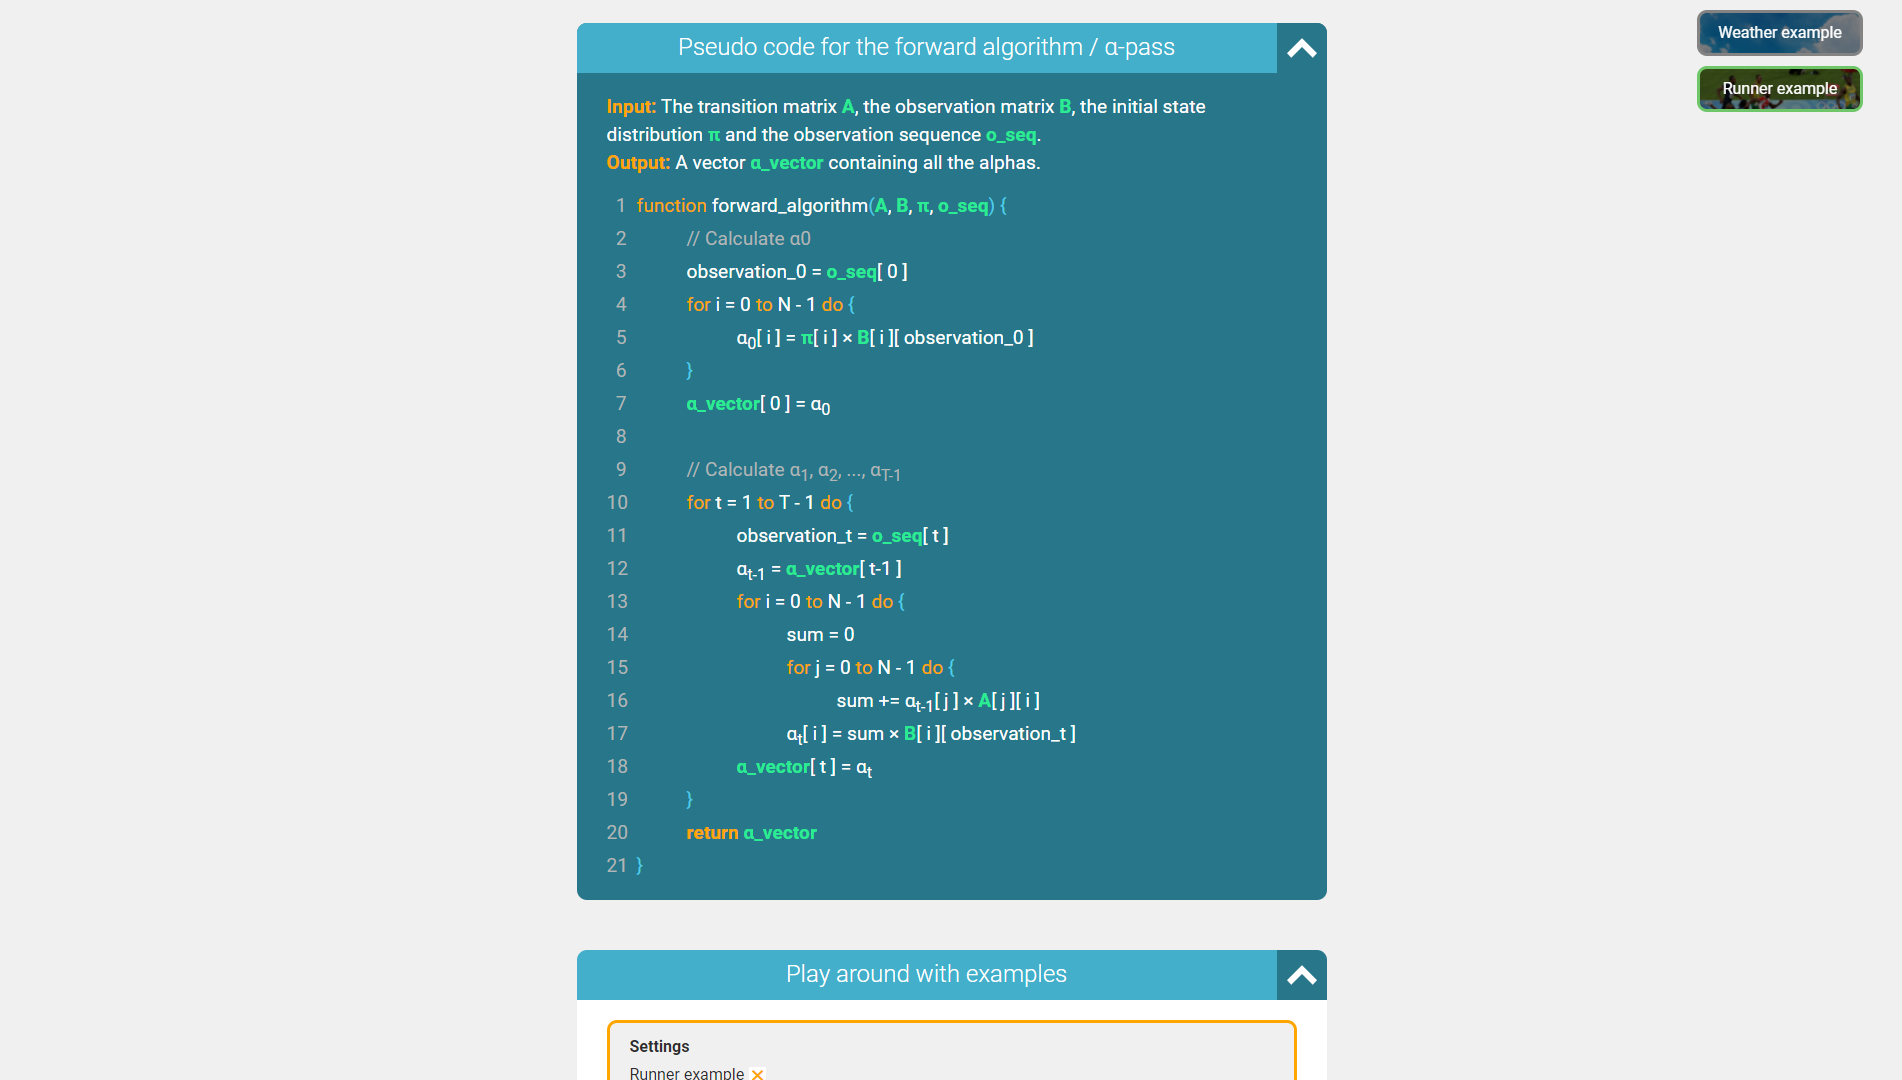 Pseudo code for the forward algorithm / α-pass
Weather example
Runner example
Input: The transition matrix A, the observation matrix B, the initial state
distribution π and the observation sequence o_seq.
Output: A vector α_vector containing all the alphas.
1 function forward_algorithm(A, B, π, o_seq) {
2 // Calculate α0
3 observation_0 = o_seq[ 0 ]
4 for i = 0 to N - 1 do {
5 α0[ i ] = π[ i ] × B[ i ][ observation_0 ]
6 }
7 α_vector[ 0 ] = α0
8
9 // Calculate α1, α2, ..., αT-1
10 for t = 1 to T - 1 do {
11 observation_t = o_seq[ t ]
12 αt-1 = α_vector[ t-1 ]
13 for i = 0 to N - 1 do {
14 sum = 0
15 for j = 0 to N - 1 do {
16 sum += αt-1[ j ] × A[ j ][ i ]
17 αt[ i ] = sum × B[ i ][ observation_t ]
18 α_vector[ t ] = αt
19 }
20 return α_vector
21 }
Play around with examples
Settings
Runner example